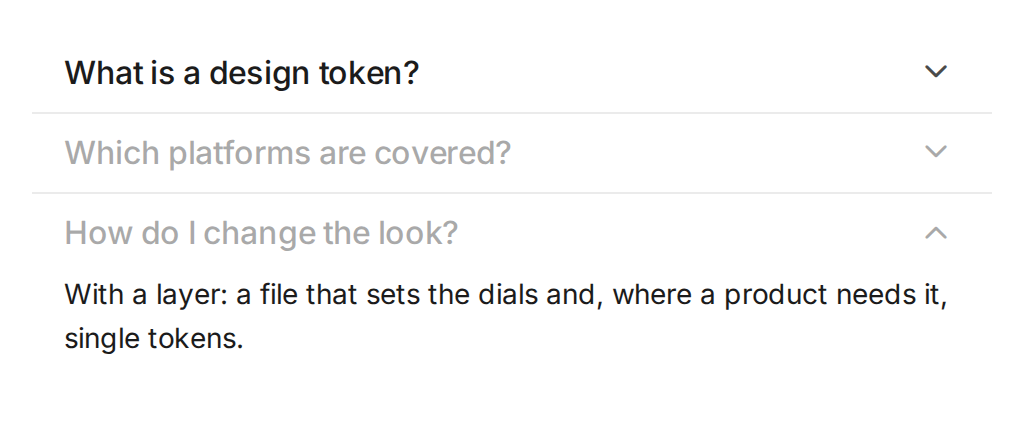 What is a design token?
Which platforms are covered?
How do I change the look?
With a layer: a file that sets the dials and, where a product needs it,
single tokens.